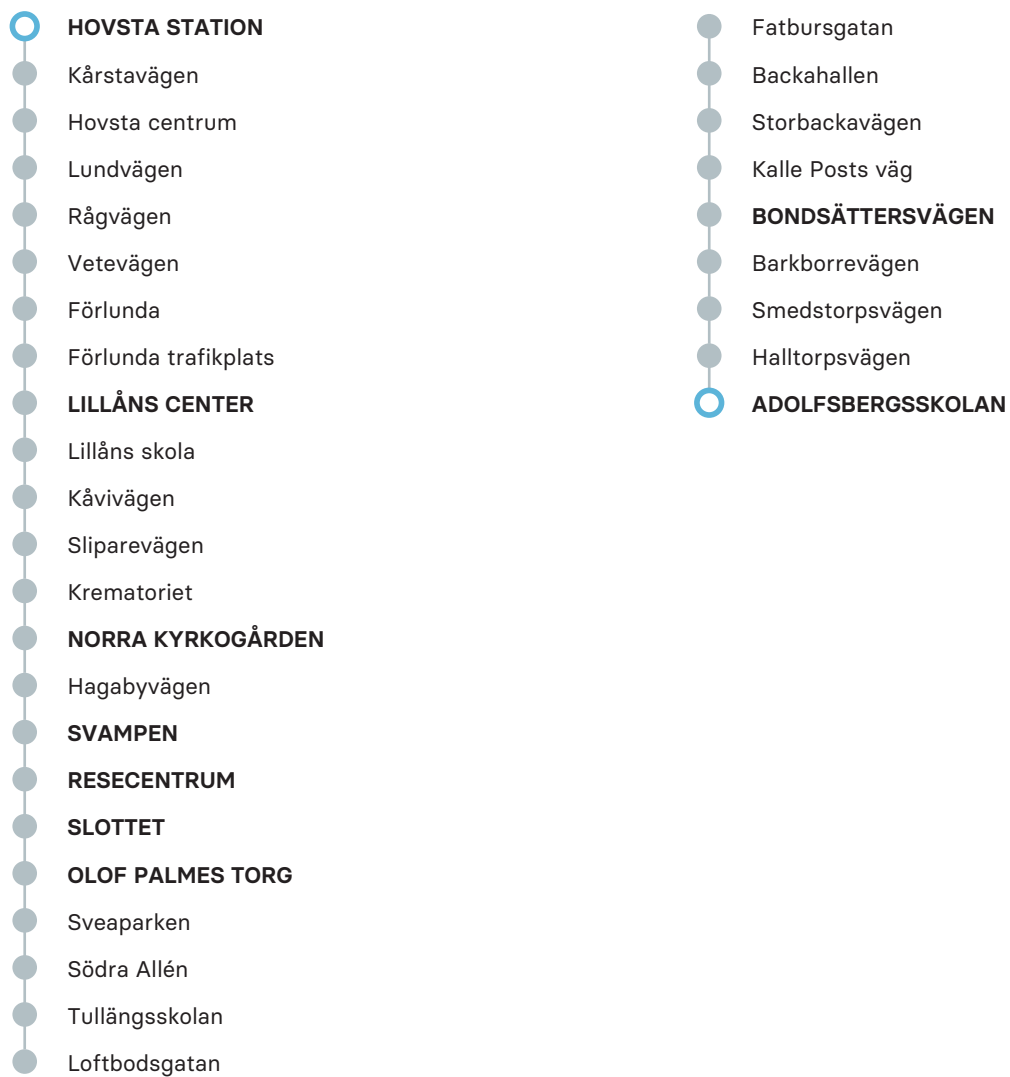 HOVSTA STATION
Kårstavägen
Hovsta centrum
Lundvägen
Rågvägen
Vetevägen
Förlunda
Förlunda trafikplats
LILLÅNS CENTER
Lillåns skola
Kåvivägen
Sliparevägen
Krematoriet
NORRA KYRKOGÅRDEN
Hagabyvägen
SVAMPEN
RESECENTRUM
SLOTTET
OLOF PALMES TORG
Sveaparken
Södra Allén
Tullängsskolan
Loftbodsgatan
Fatbursgatan
Backahallen
Storbackavägen
Kalle Posts väg
BONDSÄTTERSVÄGEN
Barkborrevägen
Smedstorpsvägen
Halltorpsvägen
ADOLFSBERGSSKOLAN